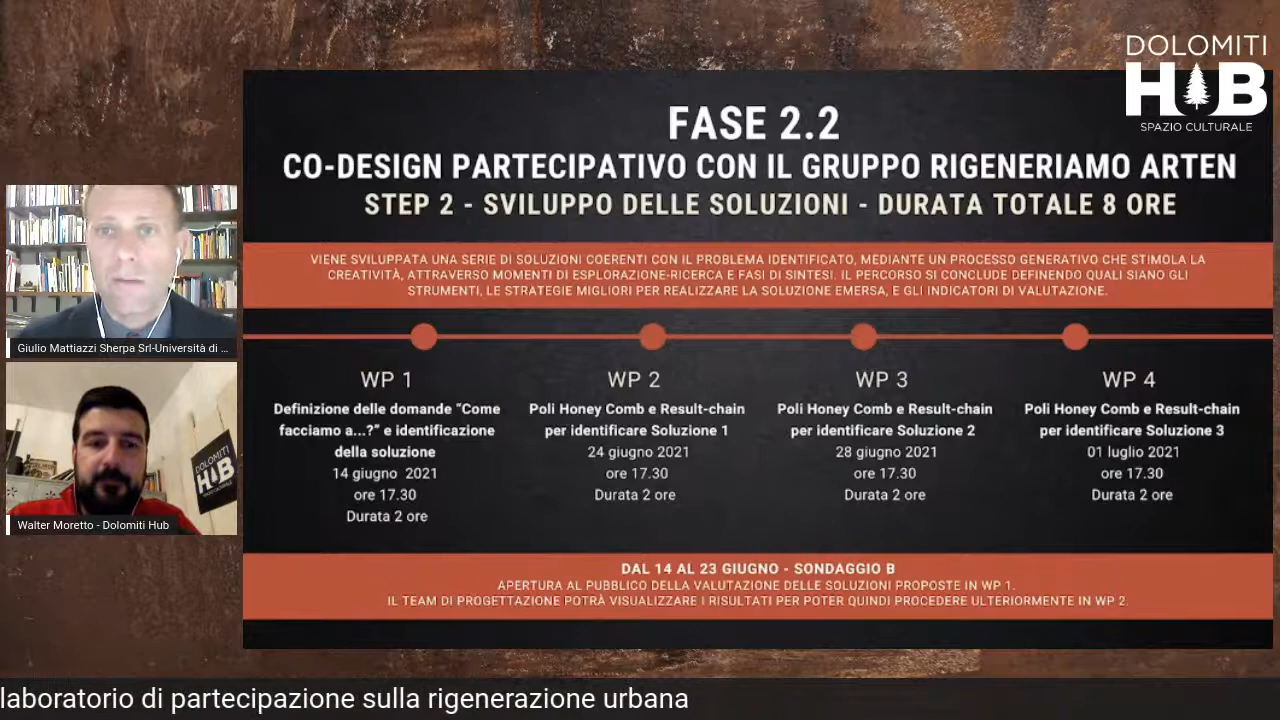 DOLOMITI
HUB
SPAZIO CULTURALE
FASE 2.2
CO-DESIGN PARTECIPATIVO CON IL GRUPPO RIGENERIAMO ARTEN
STEP 2 - SVILUPPO DELLE SOLUZIONI - DURATA TOTALE 8 ORE
VIENE SVILUPPATA UNA SERIE DI SOLUZIONI COERENTI CON IL PROBLEMA IDENTIFICATO, MEDIANTE UN PROCESSO GENERATIVO CHE STIMOLA LA
CREATIVITÀ, ATTRAVERSO MOMENTI DI ESPLORAZIONE-RICERCA E FASI DI SINTESI. IL PERCORSO SI CONCLUDE DEFINENDO QUALI SIANO GLI
STRUMENTI, LE STRATEGIE MIGLIORI PER REALIZZARE LA SOLUZIONE EMERSA, E GLI INDICATORI DI VALUTAZIONE.
WP 1
Definizione delle domande “Come
facciamo a...?” e identificazione
della soluzione
14 giugno 2021
ore 17.30
Durata 2 ore
WP 2
Poli Honey Comb e Result-chain
per identificare Soluzione 1
24 giugno 2021
ore 17.30
Durata 2 ore
WP 3
Poli Honey Comb e Result-chain
per identificare Soluzione 2
28 giugno 2021
ore 17.30
Durata 2 ore
WP 4
Poli Honey Comb e Result-chain
per identificare Soluzione 3
01 luglio 2021
ore 17.30
Durata 2 ore
DAL 14 AL 23 GIUGNO - SONDAGGIO B
APERTURA AL PUBBLICO DELLA VALUTAZIONE DELLE SOLUZIONI PROPOSTE IN WP 1.
IL TEAM DI PROGETTAZIONE POTRÀ VISUALIZZARE I RISULTATI PER POTER QUINDI PROCEDERE ULTERIORMENTE IN WP 2.
Giulio Mattiazzi Sherpa Srl-Università di ...
DOLOMITI
HUB
Walter Moretto - Dolomiti Hub
laboratorio di partecipazione sulla rigenerazione urbana